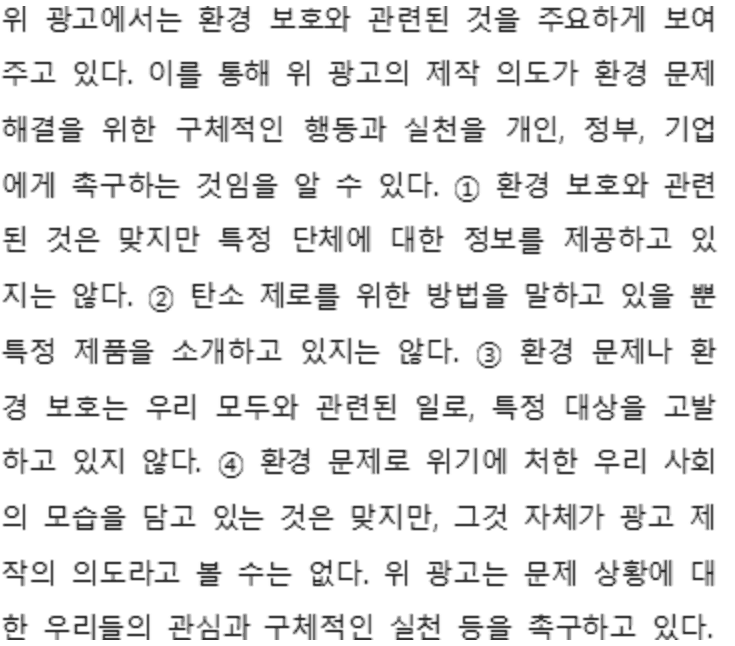 위 광고에서는 환경 보호와 관련된 것을 주요하게 보여
주고 있다. 이를 통해 위 광고의 제작 의도가 환경 문제
해결을 위한 구체적인 행동과 실천을 개인, 정부, 기업
에게 촉구하는 것임을 알 수 있다. ① 환경 보호와 관련
된 것은 맞지만 특정 단체에 대한 정보를 제공하고 있
지는 않다. ② 탄소 제로를 위한 방법을 말하고 있을 뿐
특정 제품을 소개하고 있지는 않다. ③ 환경 문제나 환
경 보호는 우리 모두와 관련된 일로, 특정 대상을 고발
하고 있지 않다. ④ 환경 문제로 위기에 처한 우리 사회
의 모습을 담고 있는 것은 맞지만, 그것 자체가 광고 제
작의 의도라고 볼 수는 없다. 위 광고는 문제 상황에 대
한 우리들의 관심과 구체적인 실천 등을 촉구하고 있다.